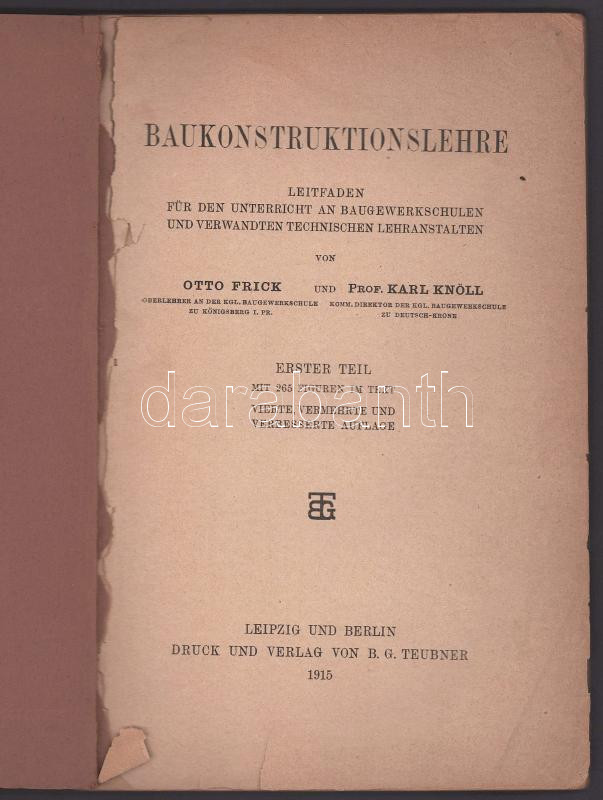 BAUKONSTRUKTIONSLEHRE
LEITFADEN
FÜR DEN UNTERRICHT AN BAUGEWERKSCHULEN
UND VERWANDTEN TECHNISCHEN LEHRANSTALTEN
VON
OTTO FRICK UND PROF. KARL KNÖLL
OBERLEHRER AN DER KGL. BAUGEWERKSCHULE KOMM. DIREKTOR DER KGL. BAUGEWERKSCHULE
ZU KÖNIGSBERG I. PR. ZU DEUTSCH-KRONE
ERSTER TEIL
MIT 265 FIGUREN IM TEXT
darabanth
VIERTE, VERMEHRTE UND
VERBESSERTE AUFLAGE
BTG
LEIPZIG UND BERLIN
DRUCK UND VERLAG VON B. G. TEUBNER
1915